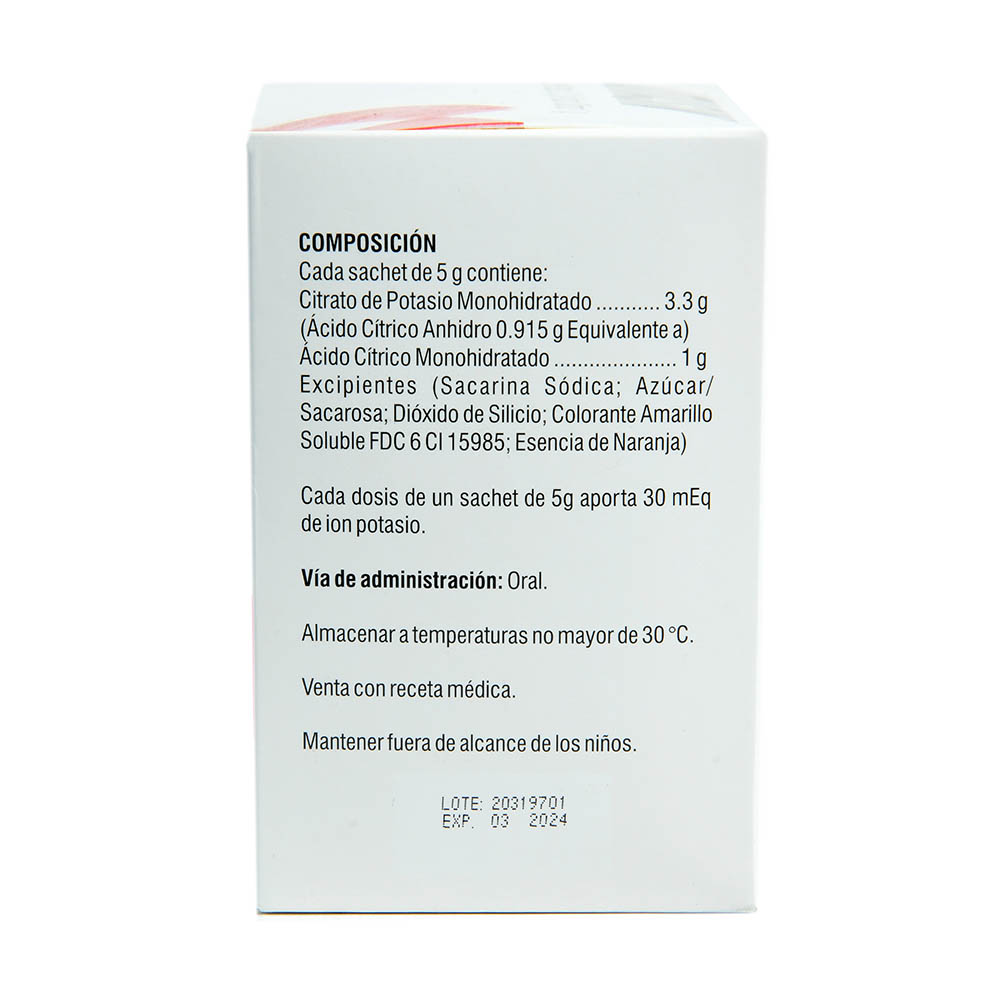 COMPOSICIÓN
Cada sachet de 5 g contiene:
Citrato de Potasio Monohidratado ........... 3.3 g
(Ácido Cítrico Anhidro 0.915 g Equivalente a)
Ácido Cítrico Monohidratado ..................... 1 g
Excipientes (Sacarina Sódica; Azúcar/
Sacarosa; Dióxido de Silicio; Colorante Amarillo
Soluble FDC 6 CI 15985; Esencia de Naranja)
Cada dosis de un sachet de 5g aporta 30 mEq
de ion potasio.
Vía de administración: Oral.
Almacenar a temperaturas no mayor de 30 °C.
Venta con receta médica.
Mantener fuera de alcance de los niños.
LOTE: 20319701
EXP. 03 2024